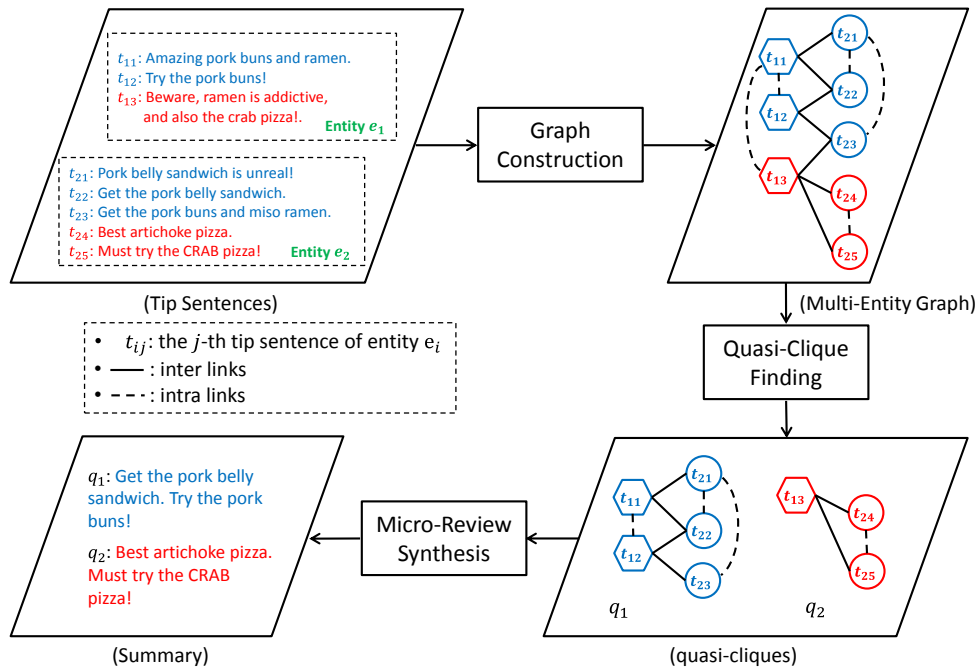 t11: Amazing pork buns and ramen.
t12: Try the pork buns!
t13: Beware, ramen is addictive,
and also the crab pizza!.
Entity e1
t21: Pork belly sandwich is unreal!
t22: Get the pork belly sandwich.
t23: Get the pork buns and miso ramen.
t24: Best artichoke pizza.
t25: Must try the CRAB pizza!
Entity e2
(Tip Sentences)
Graph
Construction
t11
t12
t13
t21
t22
t23
t24
t25
(Multi-Entity Graph)
• tij: the j-th tip sentence of entity ei
• : inter links
• : intra links
Quasi-Clique
Finding
t11
t12
t21
t22
t23
q1
t13
t24
t25
q2
(quasi-cliques)
Micro-Review
Synthesis
q1: Get the pork belly
sandwich. Try the pork
buns!
q2: Best artichoke pizza.
Must try the CRAB
pizza!
(Summary)